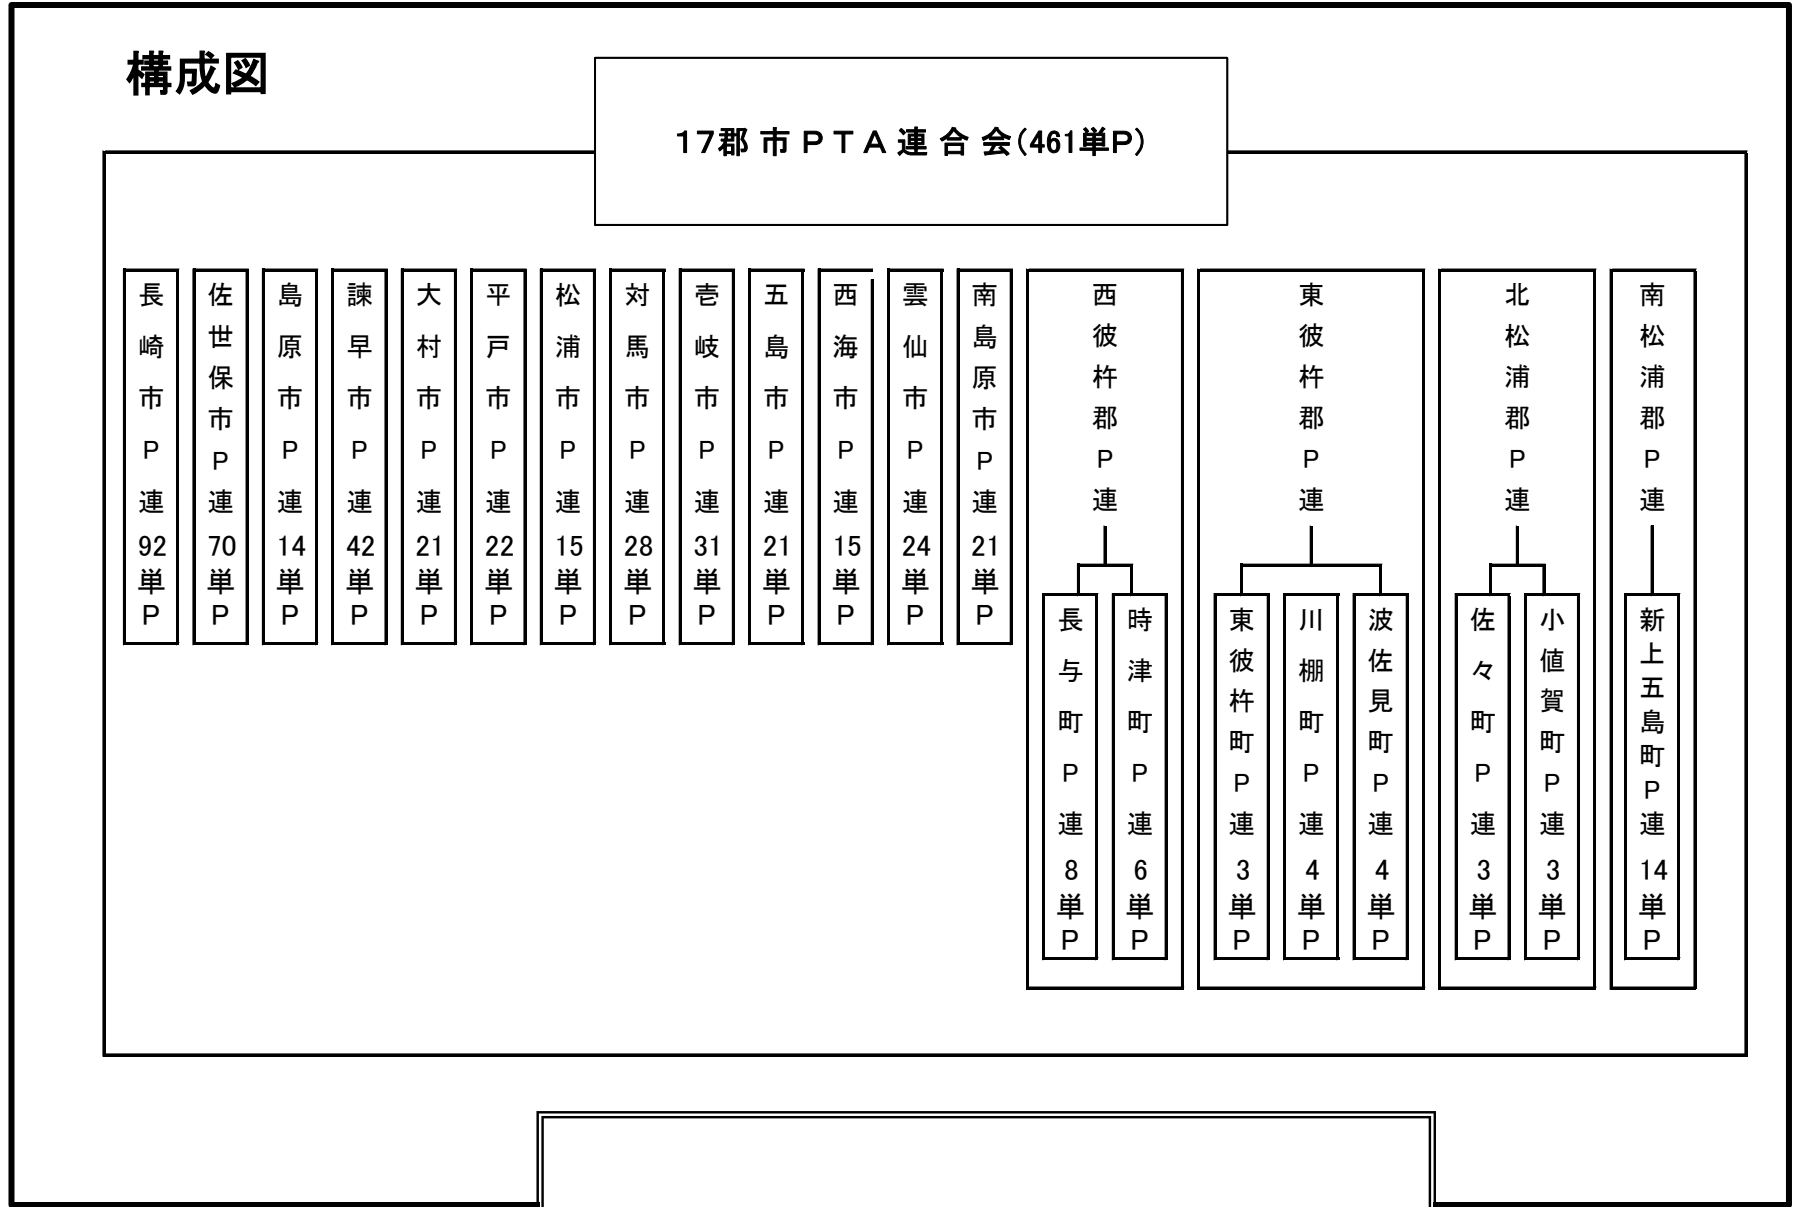 構成図
17郡市PTA連合会(461単P)
長崎市P連92単P
佐世保市P連70単P
島原市P連14単P
諫早市P連42単P
大村市P連21単P
平戸市P連22単P
松浦市P連15単P
対馬市P連28単P
壱岐市P連31単P
五島市P連21単P
西海市P連15単P
雲仙市P連24単P
南島原市P連21単P
西彼杵郡P連
長与町P連8単P
時津町P連6単P
東彼杵郡P連
東彼杵町P連3単P
川棚町P連4単P
波佐見町P連4単P
北松浦郡P連
佐々町P連3単P
小値賀町P連3単P
南松浦郡P連
新上五島町P連14単P